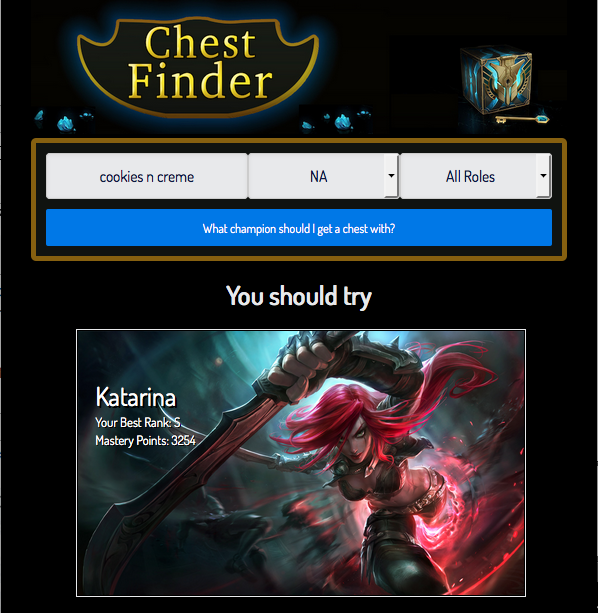 Chest
Finder
cookies n creme
NA
All Roles
What champion should I get a chest with?
You should try
Katarina
Your Best Rank: S
Mastery Points: 3254